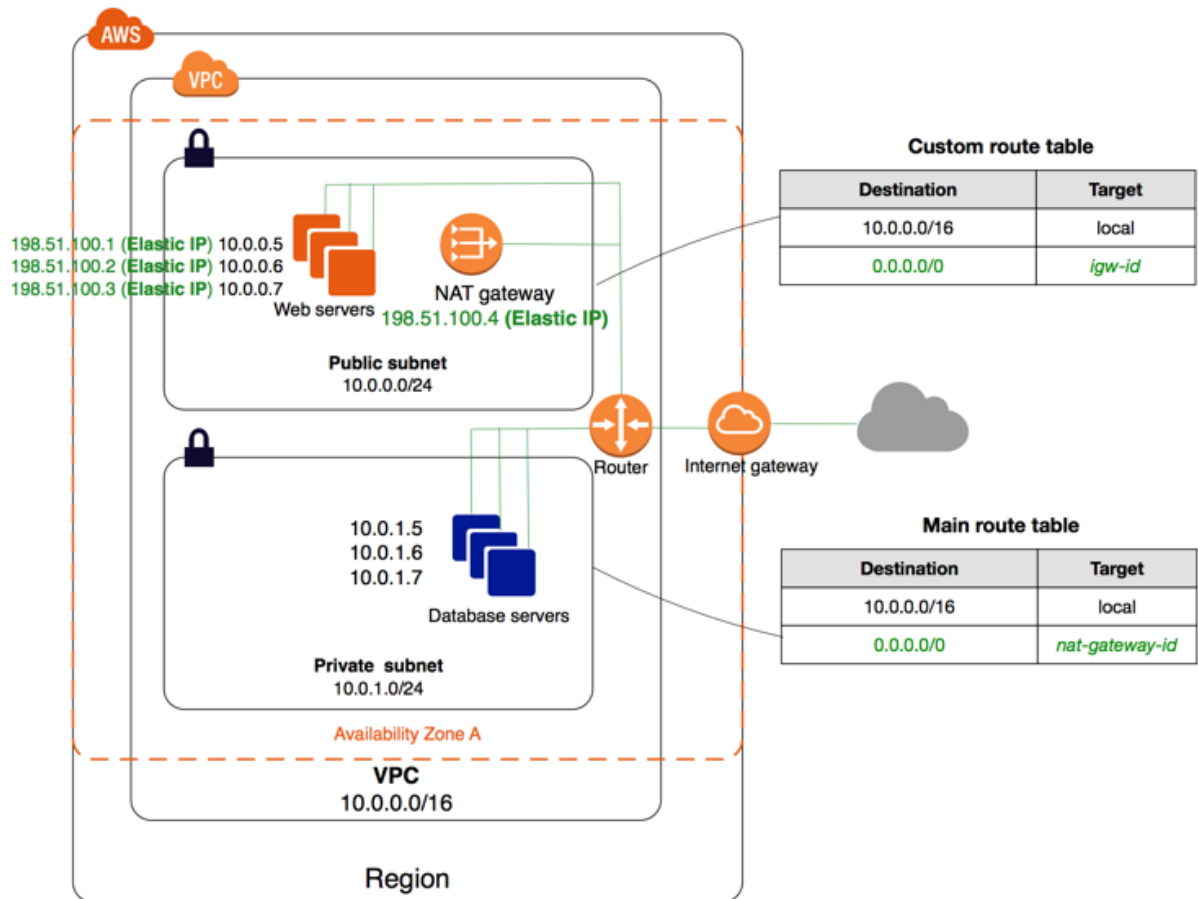 AWS
VPC
198.51.100.1 (Elastic IP) 10.0.0.5
198.51.100.2 (Elastic IP) 10.0.0.6
198.51.100.3 (Elastic IP) 10.0.0.7
Web servers
NAT gateway
198.51.100.4 (Elastic IP)
Public subnet
10.0.0.0/24
Custom route table
Destination Target
10.0.0.0/16 local
0.0.0.0/0 igw-id
Router
Internet gateway
10.0.1.5
10.0.1.6
10.0.1.7
Database servers
Private subnet
10.0.1.0/24
Main route table
Destination Target
10.0.0.0/16 local
0.0.0.0/0 nat-gateway-id
Availability Zone A
VPC
10.0.0.0/16
Region